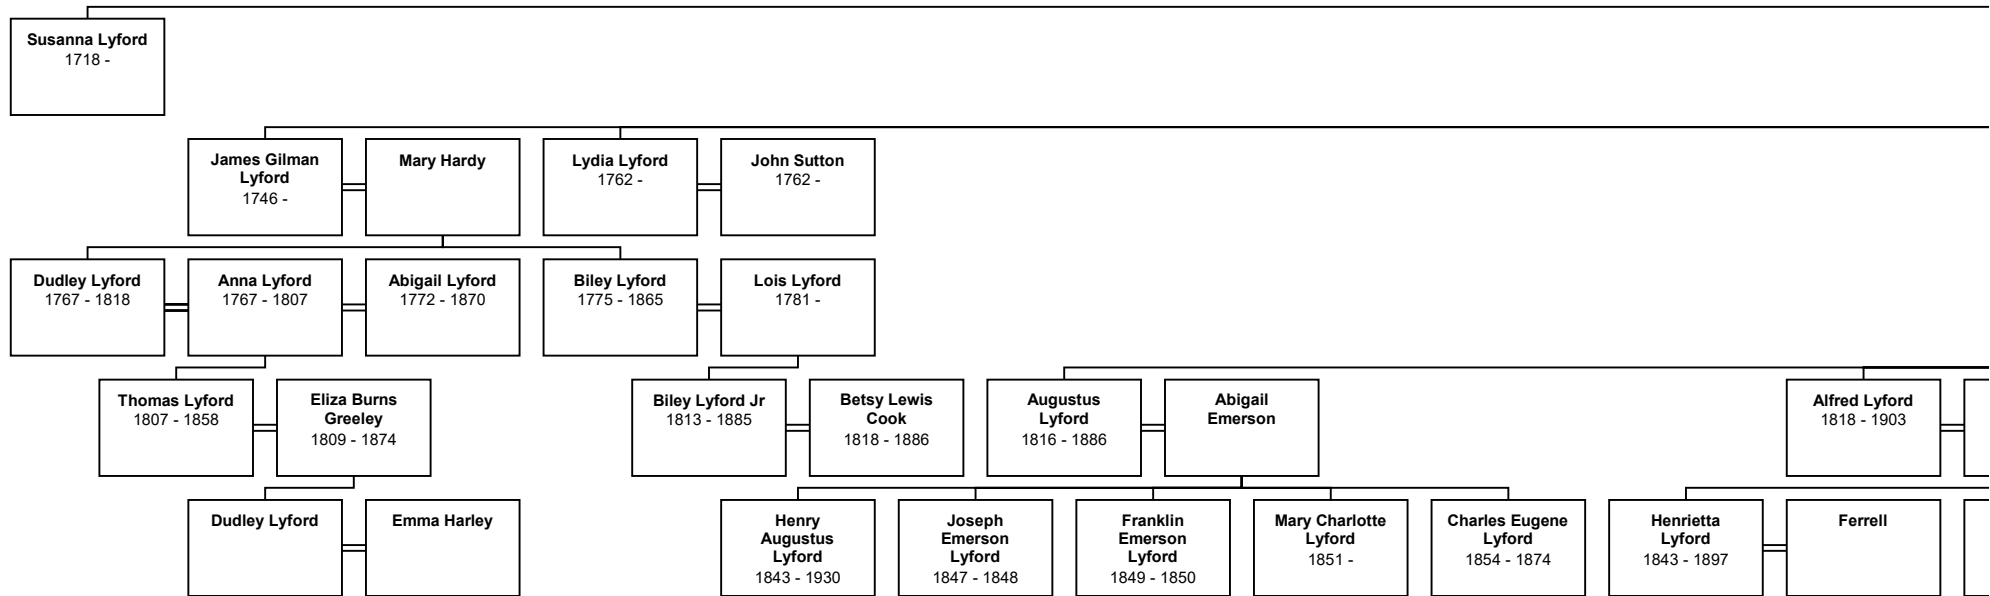 Susanna Lyford
1718 -
James Gilman
Lyford
1746 -
Mary Hardy
Lydia Lyford
1762 -
John Sutton
1762 -
Dudley Lyford
1767 - 1818
Anna Lyford
1767 - 1807
Abigail Lyford
1772 - 1870
Biley Lyford
1775 - 1865
Lois Lyford
1781 -
Thomas Lyford
1807 - 1858
Eliza Burns
Greeley
1809 - 1874
Biley Lyford Jr
1813 - 1885
Betsy Lewis
Cook
1818 - 1886
Augustus
Lyford
1816 - 1886
Abigail
Emerson
Alfred Lyford
1818 - 1903
Dudley Lyford
Emma Harley
Henry
Augustus
Lyford
1843 - 1930
Joseph
Emerson
Lyford
1847 - 1848
Franklin
Emerson
Lyford
1849 - 1850
Mary Charlotte
Lyford
1851 -
Charles Eugene
Lyford
1854 - 1874
Henrietta
Lyford
1843 - 1897
Ferrell